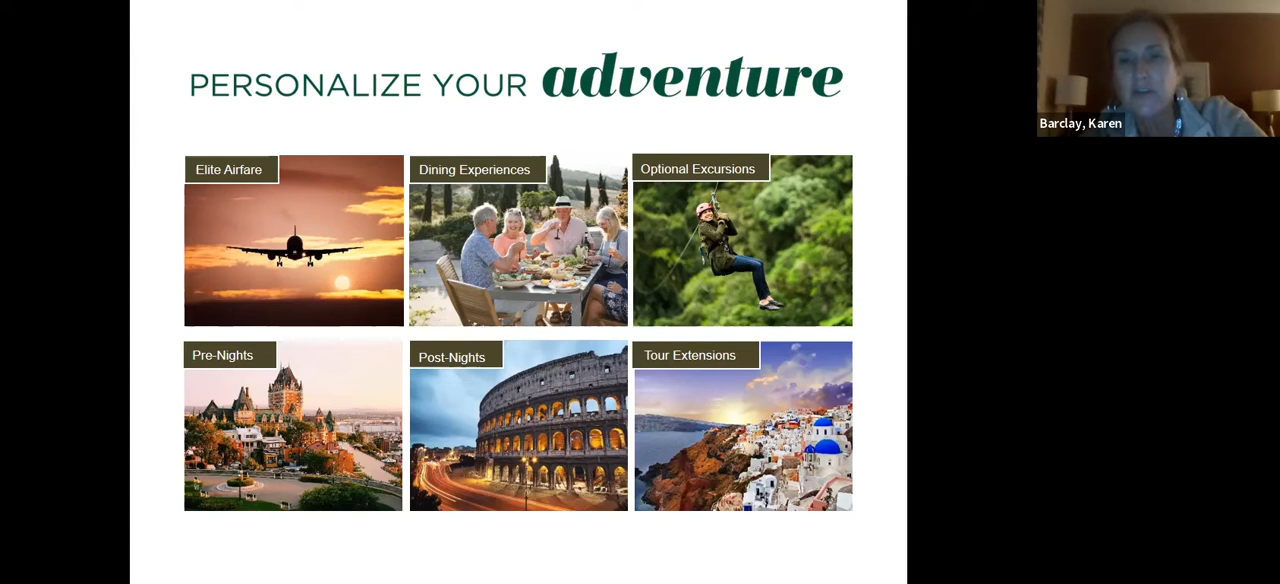 PERSONALIZE YOUR adventure
Barclay, Karen
Elite Airfare
Dining Experiences
Optional Excursions
Pre-Nights
Post-Nights
Tour Extensions